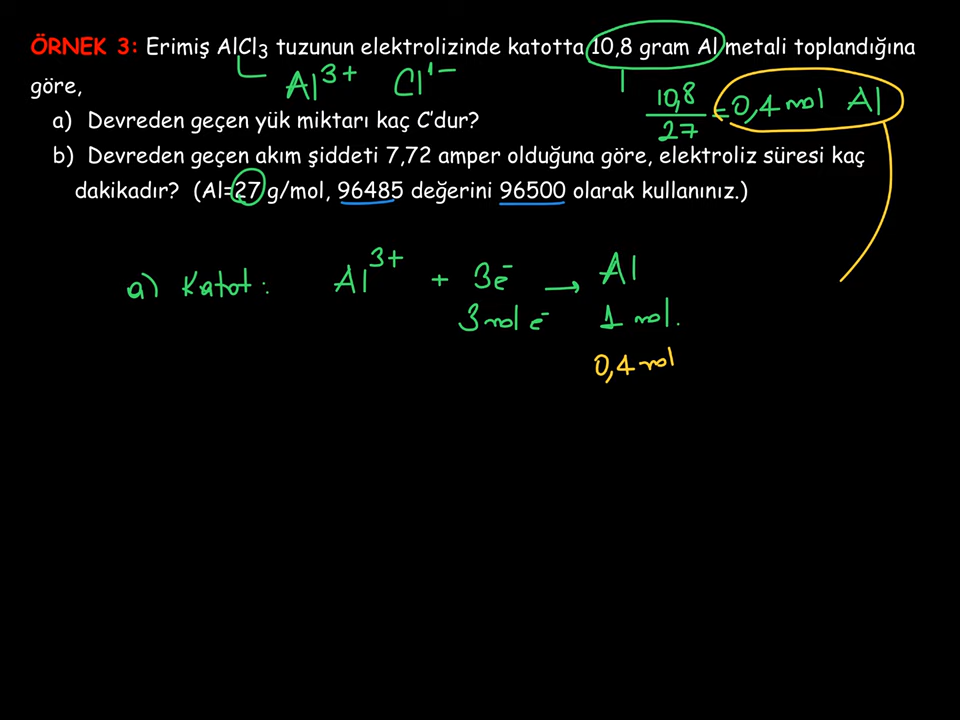 ÖRNEK 3: Erimiş AlCl3 tuzunun elektrolizinde katotta 10,8 gram Al metali toplandığına
göre,
Al3+ Cl1-
10,8 / 27 = 0,4 mol Al
a) Devreden geçen yük miktarı kaç C'dur?
b) Devreden geçen akım şiddeti 7,72 amper olduğuna göre, elektroliz süresi kaç
dakikadır? (Al=27 g/mol, 96485 değerini 96500 olarak kullanınız.)
a) Katot: Al3+ + 3e- → Al
3 mol e- 1 mol.
0,4 mol